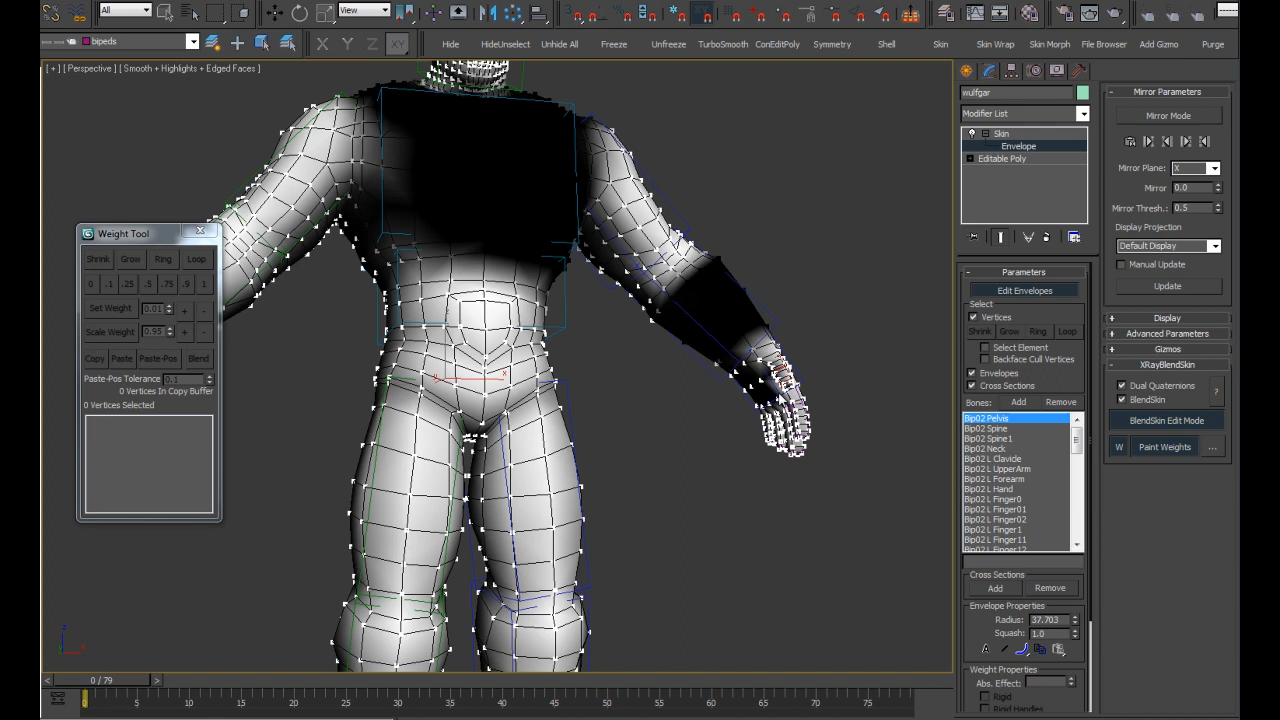 All
View
bipeds
X
Y
Z
XY
Hide
HideUnselect
Unhide All
Freeze
Unfreeze
TurboSmooth
ConEditPoly
Symmetry
Shell
Skin
Skin Wrap
Skin Morph
File Browser
Add Gizmo
Purge
[ + ] [ Perspective ] [ Smooth + Highlights + Edged Faces ]
Weight Tool
Shrink Grow Ring Loop
0 .1 .25 .5 .75 .9 1
Set Weight 0.01 + -
Scale Weight 0.95 + -
Copy Paste Paste-Pos Blend
Paste-Pos Tolerance 0.1
0 Vertices In Copy Buffer
0 Vertices Selected
x
z
x
0 / 79
0 5 10 15 20 25 30 35 40 45 50 55 60 65 70 75
wulfgar
Modifier List
Skin
Envelope
Editable Poly
Parameters
Edit Envelopes
Select
Vertices
Shrink Grow Ring Loop
Select Element
Backface Cull Vertices
Envelopes
Cross Sections
Bones: Add Remove
Bip02 Pelvis
Bip02 Spine
Bip02 Spine1
Bip02 Neck
Bip02 L Clavicle
Bip02 L UpperArm
Bip02 L Forearm
Bip02 L Hand
Bip02 L Finger0
Bip02 L Finger01
Bip02 L Finger02
Bip02 L Finger1
Bip02 L Finger11
Bip02 L Finger12
Cross Sections
Add Remove
Envelope Properties
Radius: 37.703
Squash: 1.0
Weight Properties
Abs. Effect:
Rigid
Rigid Handles
Mirror Parameters
Mirror Mode
Mirror Plane: X
Mirror 0.0
Mirror Thresh.: 0.5
Display Projection
Default Display
Manual Update
Update
Display
Advanced Parameters
Gizmos
XRayBlendSkin
Dual Quaternions
?
BlendSkin
BlendSkin Edit Mode
W Paint Weights ...